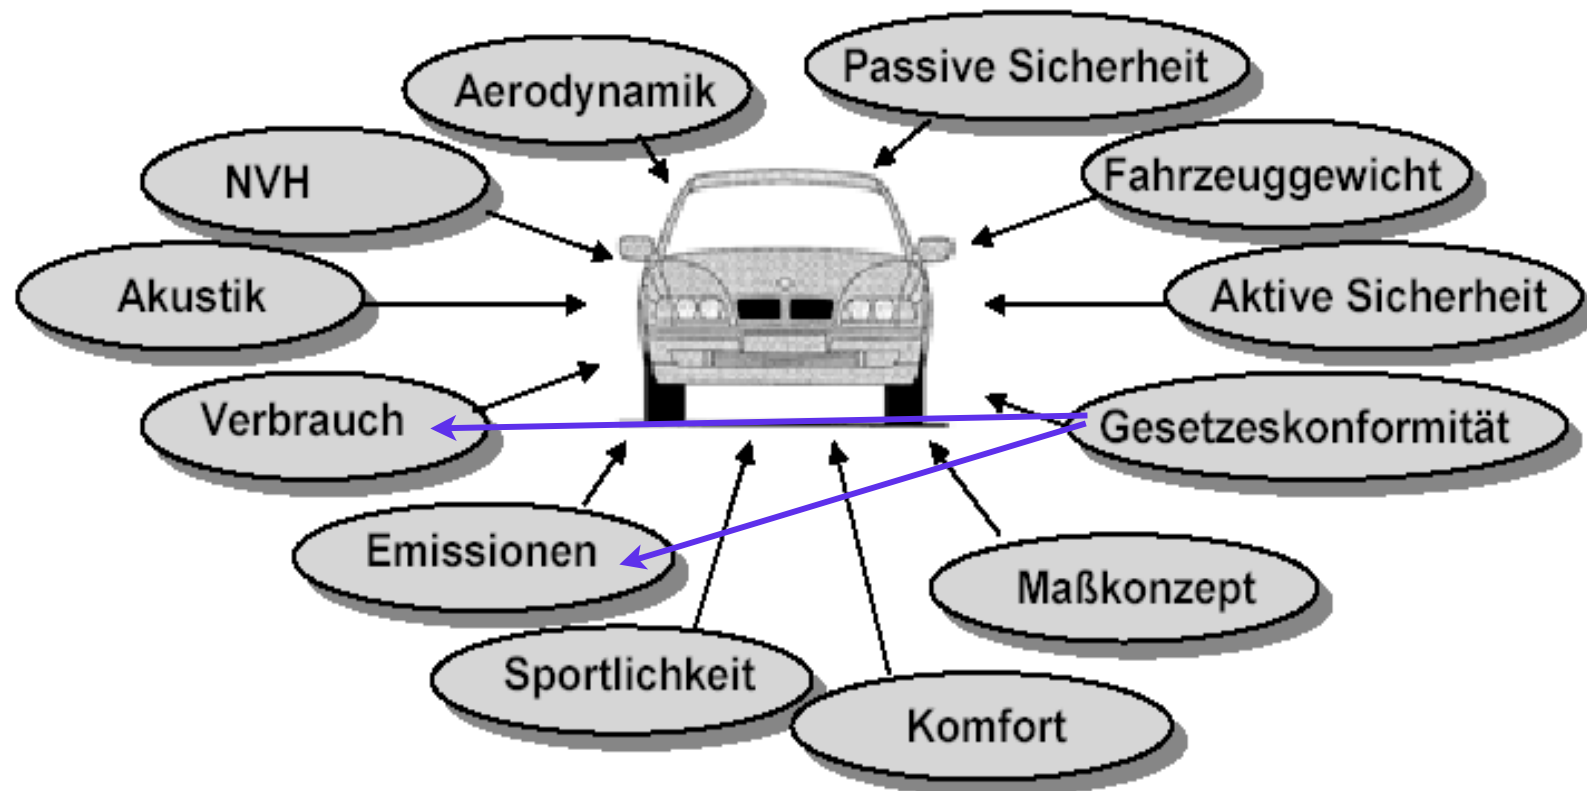 Aerodynamik
Passive Sicherheit
NVH
Fahrzeuggewicht
Akustik
Aktive Sicherheit
Verbrauch
Gesetzeskonformität
Emissionen
Maßkonzept
Sportlichkeit
Komfort